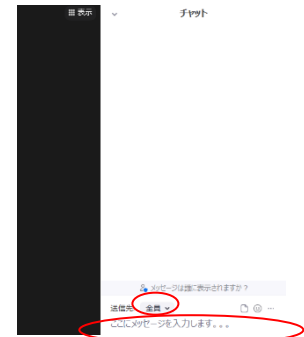 表示
チャット
メッセージは誰に表示されますか？
送信先: 全員
ここにメッセージを入力します。。。